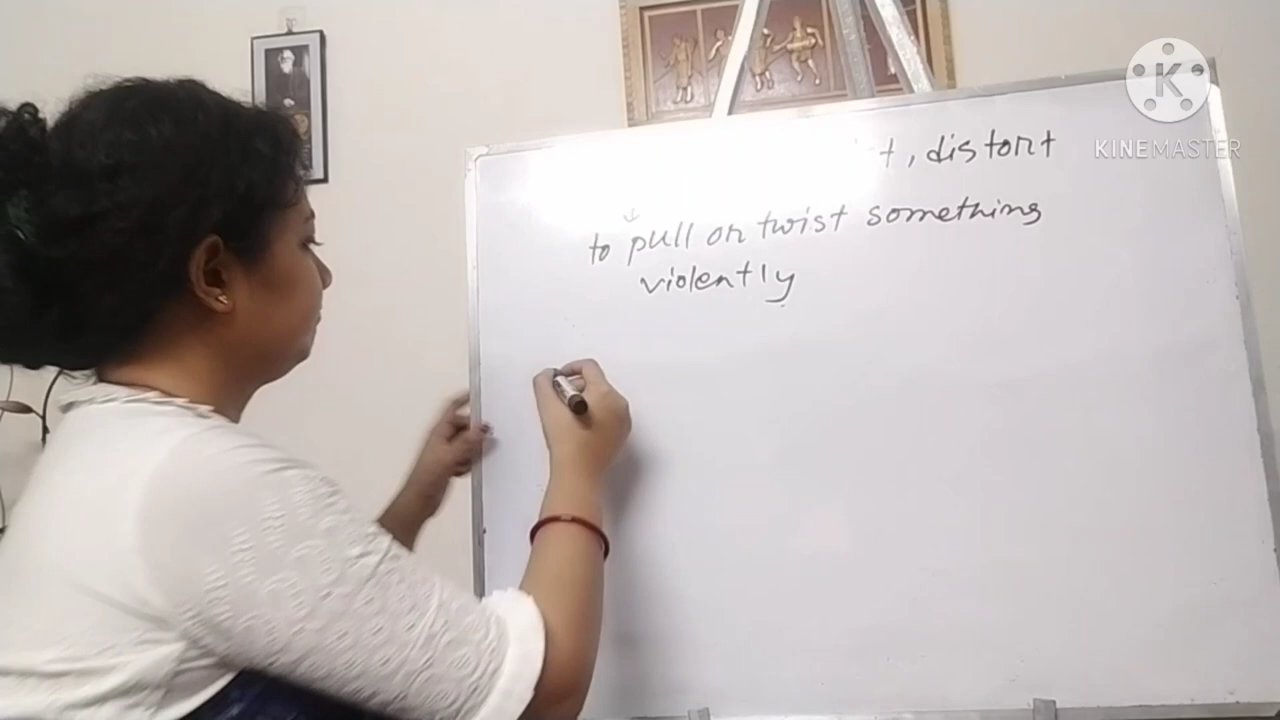 , distort
to pull or twist something
violently
KINEMASTER